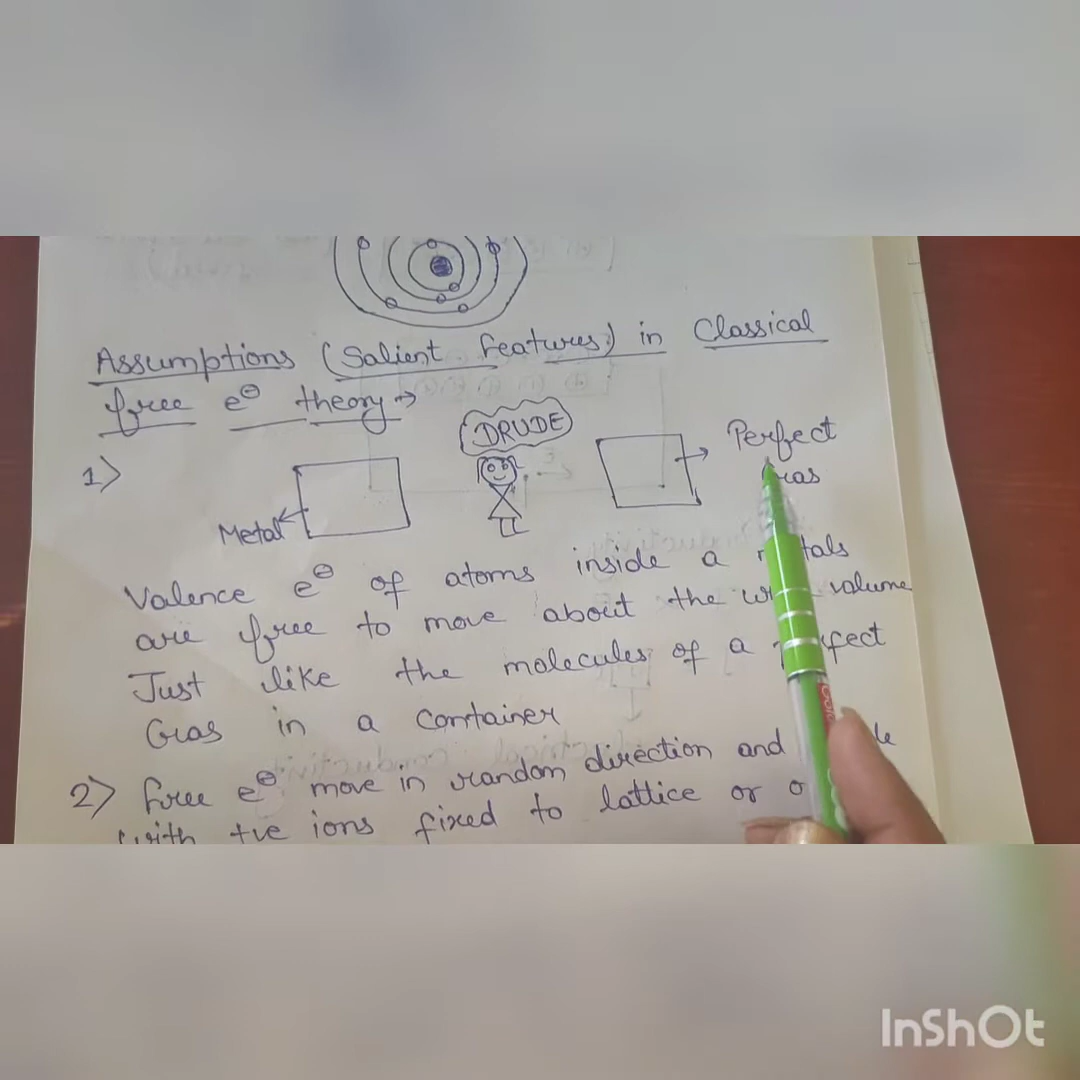 Assumptions (Salient features) in Classical
free e⊖ theory →
DRUDE
1)
Metal
Perfect
Valence e⊖ of atoms inside a
are free to move about the volume
Just like the molecules of a
Gas in a container
2) free e⊖ move in random direction and
with +ve ions fixed to lattice or
InShOt